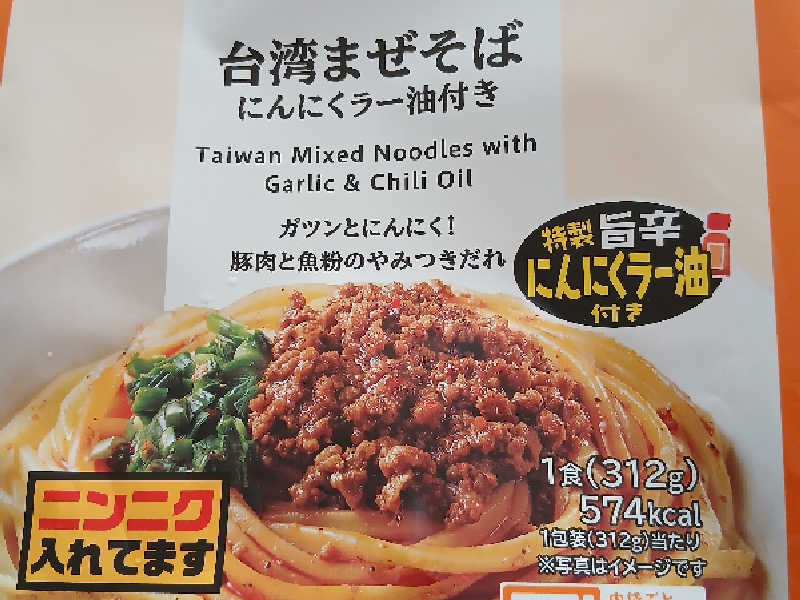 台湾まぜそば
にんにくラー油付き
Taiwan Mixed Noodles with
Garlic & Chili Oil
ガツンとにんにく!
豚肉と魚粉のやみつきだれ
特製 旨辛
にんにくラー油
付き
ニンニク
入れてます
1食(312g)
574kcal
1包装(312g)当たり
※写真はイメージです